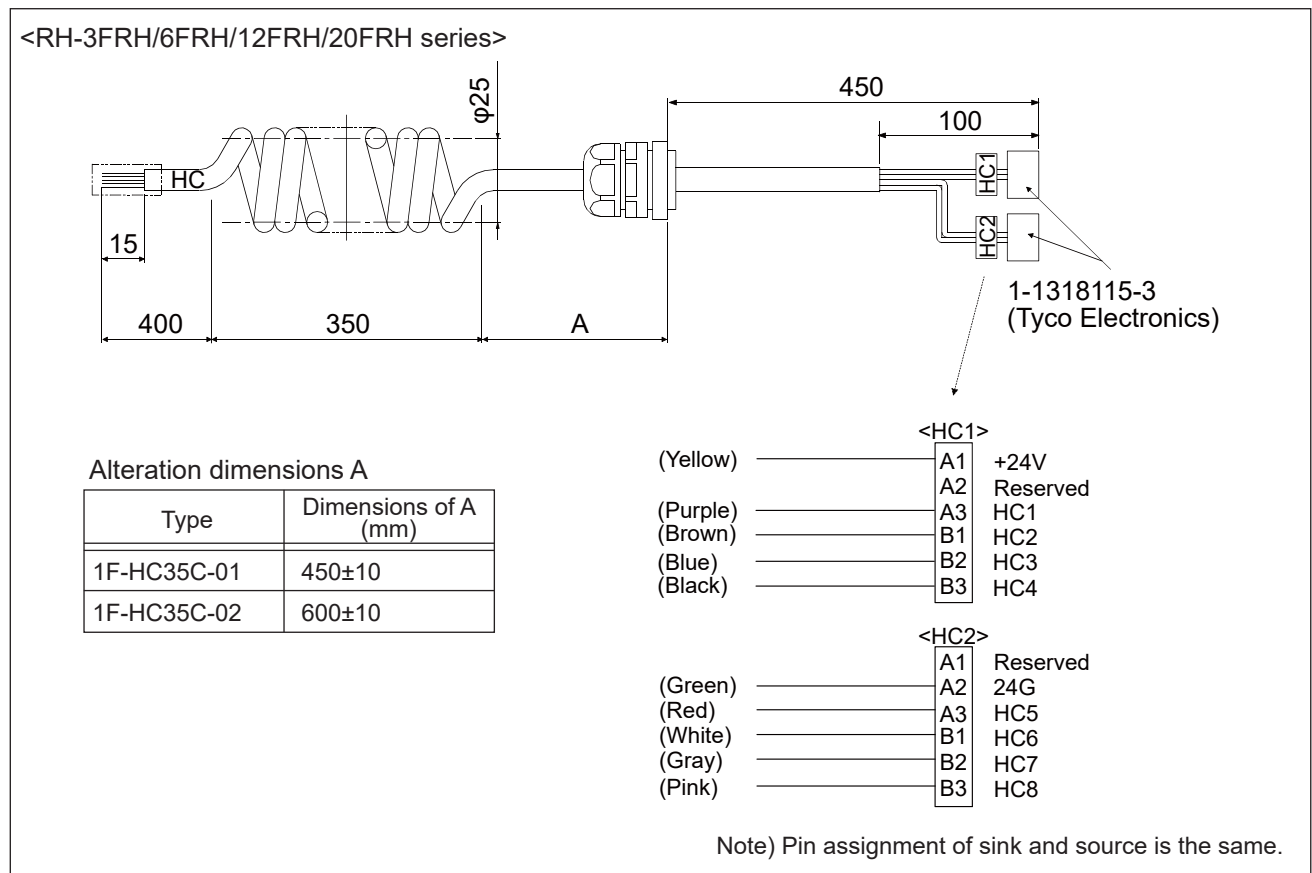 <RH-3FRH/6FRH/12FRH/20FRH series>
φ25
450
100
HC
HC1
HC2
15
400
350
A
1-1318115-3
(Tyco Electronics)
Alteration dimensions A
Type
Dimensions of A
(mm)
1F-HC35C-01 450±10
1F-HC35C-02 600±10
<HC1>
(Yellow) A1 +24V
A2 Reserved
(Purple) A3 HC1
(Brown) B1 HC2
(Blue) B2 HC3
(Black) B3 HC4
<HC2>
A1 Reserved
(Green) A2 24G
(Red) A3 HC5
(White) B1 HC6
(Gray) B2 HC7
(Pink) B3 HC8
Note) Pin assignment of sink and source is the same.